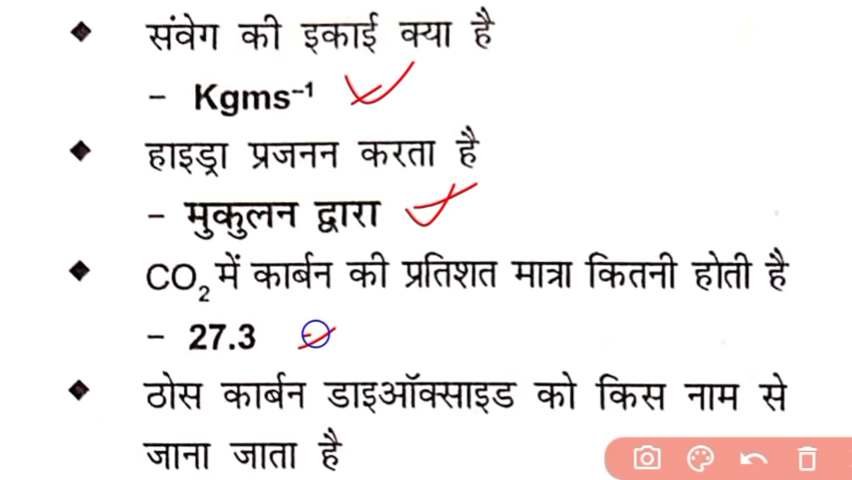 ❖ संवेग की इकाई क्या है
– Kgms⁻¹
❖ हाइड्रा प्रजनन करता है
– मुकुलन द्वारा
❖ CO₂ में कार्बन की प्रतिशत मात्रा कितनी होती है
– 27.3
❖ ठोस कार्बन डाइऑक्साइड को किस नाम से
जाना जाता है